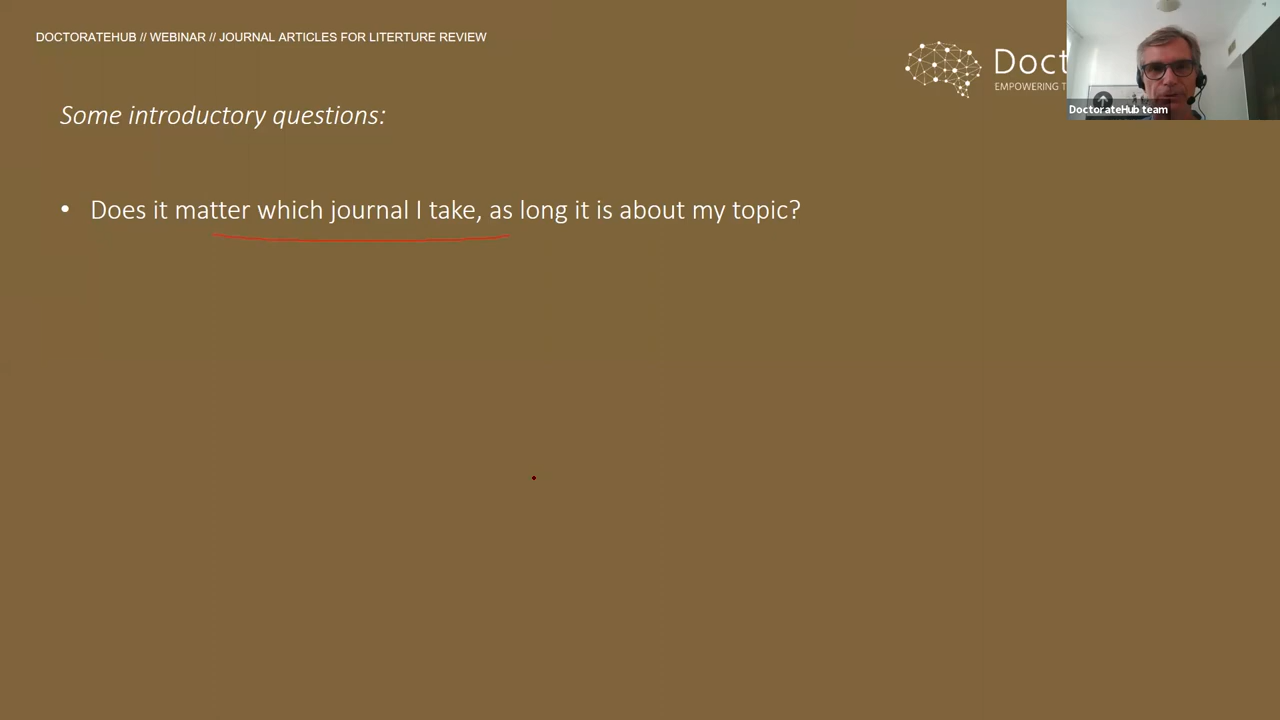 DOCTORATEHUB // WEBINAR // JOURNAL ARTICLES FOR LITERTURE REVIEW
Doct
EMPOWERING T
DoctorateHub team
Some introductory questions:
• Does it matter which journal I take, as long it is about my topic?